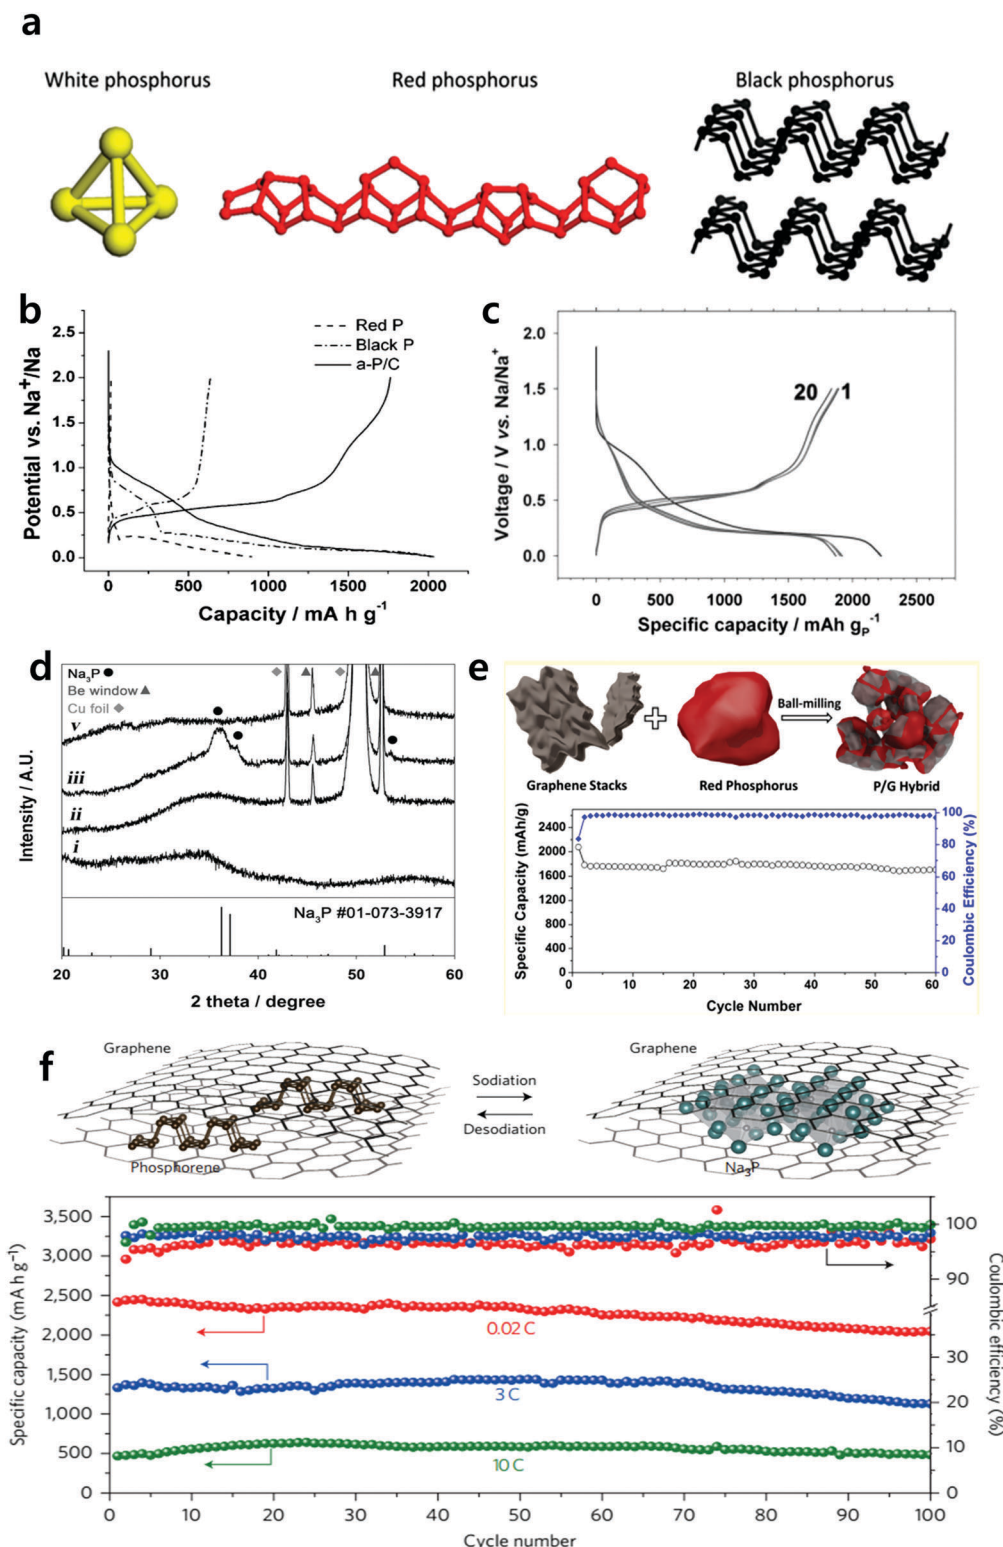 a
White phosphorus
Red phosphorus
Black phosphorus
b
Potential vs. Na⁺/Na
2.5
2.0
1.5
1.0
0.5
0.0
Red P
Black P
a-P/C
0 500 1000 1500 2000
Capacity / mA h g⁻¹
c
Voltage / V vs. Na/Na⁺
2.0
1.5
1.0
0.5
0.0
20 1
0 500 1000 1500 2000 2500
Specific capacity / mAh gₚ⁻¹
d
Intensity / A.U.
Na₃P ●
Be window ▲
Cu foil ◆
v
iii
ii
i
Na₃P #01-073-3917
20 30 40 50 60
2 theta / degree
e
Graphene Stacks
Red Phosphorus
Ball-milling
P/G Hybrid
Specific Capacity (mAh/g)
2400
2000
1600
1200
800
400
0
100
80
60
40
20
0
Coulombic Efficiency (%)
0 10 20 30 40 50 60
Cycle Number
f
Graphene
Phosphorene
Sodiation
Desodiation
Graphene
Na₃P
Specific capacity (mA h g⁻¹)
3,500
3,000
2,500
2,000
1,500
1,000
500
0
0.02 C
3 C
10 C
100
90
30
20
10
0
Coulombic efficiency (%)
0 10 20 30 40 50 60 70 80 90 100
Cycle number